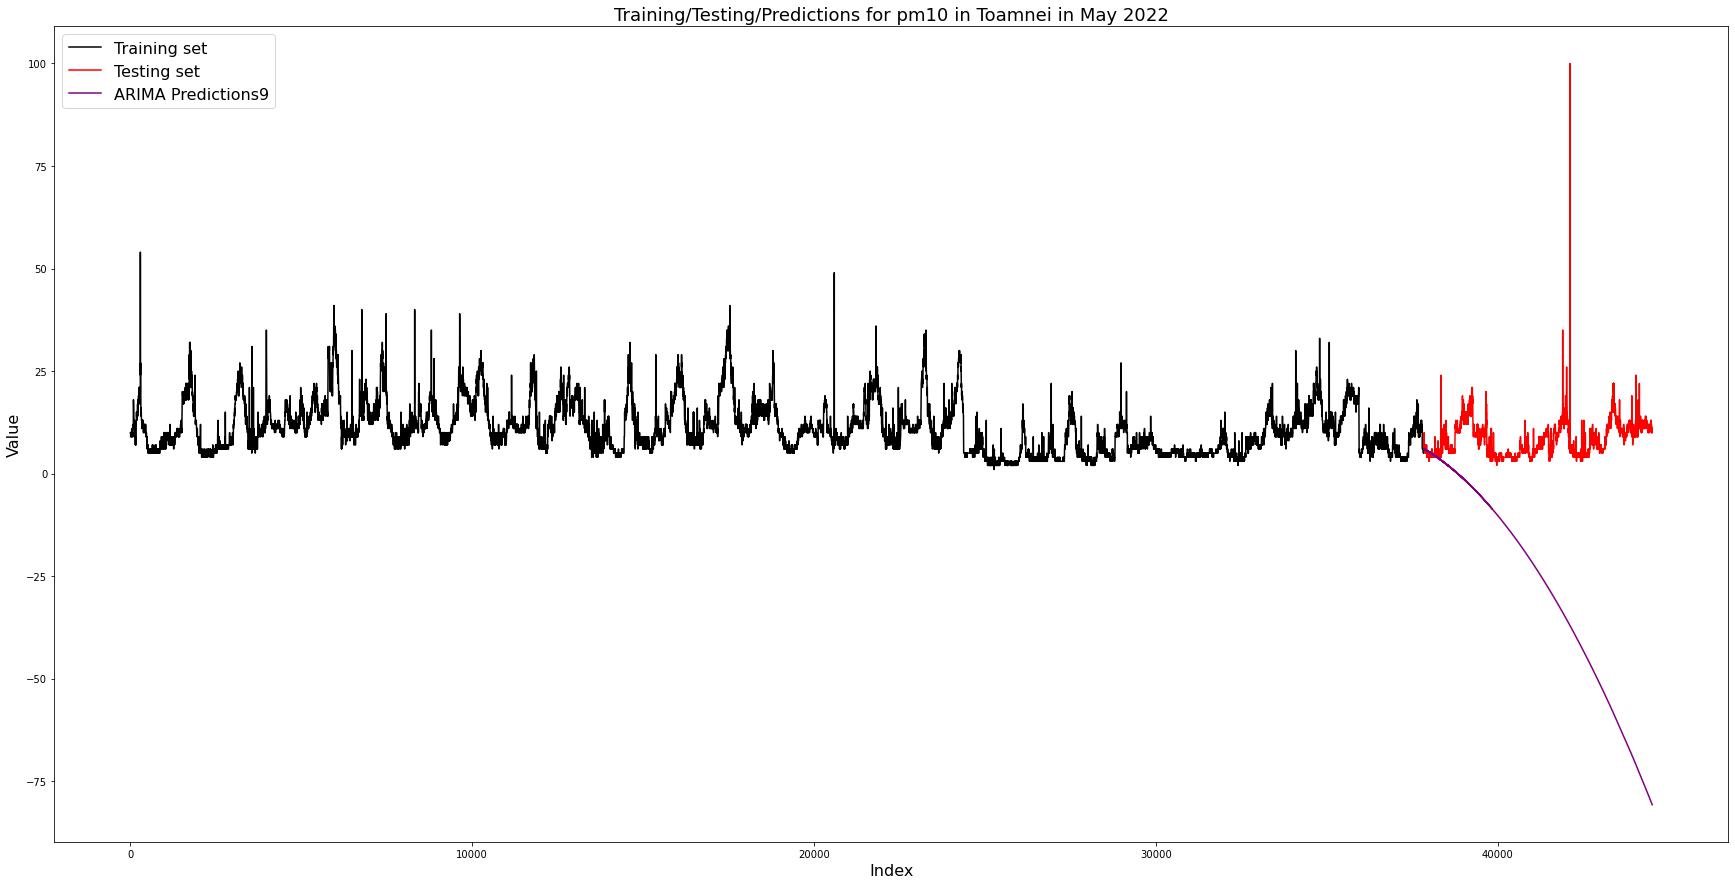 Training/Testing/Predictions for pm10 in Toamnei in May 2022
Training set
Testing set
ARIMA Predictions9
100
75
50
25
0
−25
−50
−75
Value
0 10000 20000 30000 40000
Index